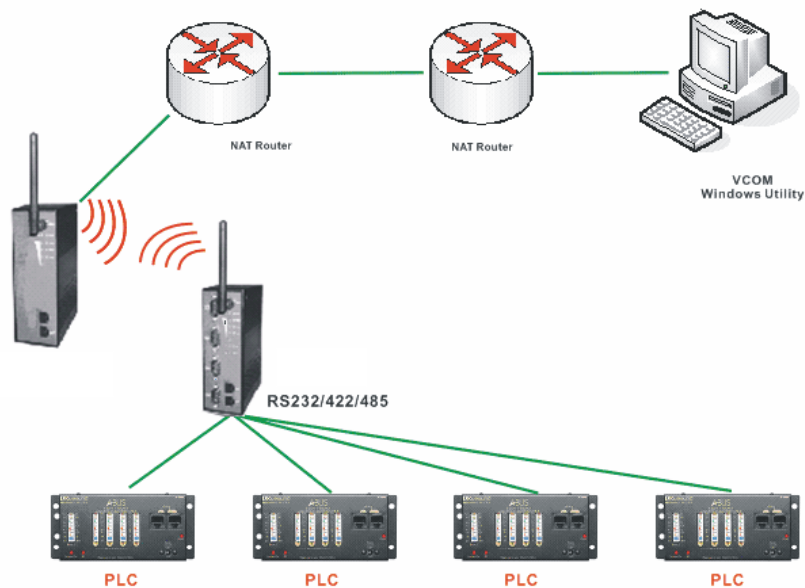 NAT Router
NAT Router
VCOM
Windows Utility
RS232/422/485
PLC
PLC
PLC
PLC